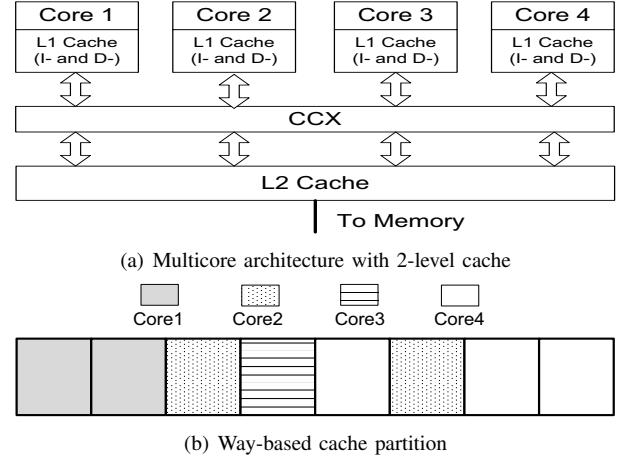 Core 1 Core 2 Core 3 Core 4
L1 Cache L1 Cache L1 Cache L1 Cache
(I- and D-) (I- and D-) (I- and D-) (I- and D-)
CCX
L2 Cache
To Memory
(a) Multicore architecture with 2-level cache
Core1 Core2 Core3 Core4
(b) Way-based cache partition